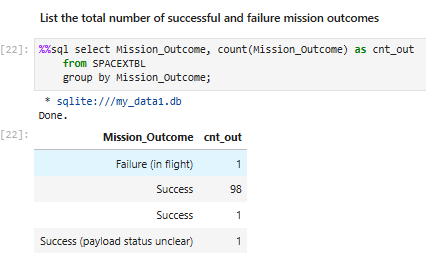 List the total number of successful and failure mission outcomes
[22]: %%sql select Mission_Outcome, count(Mission_Outcome) as cnt_out
from SPACEXTBL
group by Mission_Outcome;
* sqlite:///my_data1.db
Done.
[22]: Mission_Outcome cnt_out
Failure (in flight) 1
Success 98
Success 1
Success (payload status unclear) 1